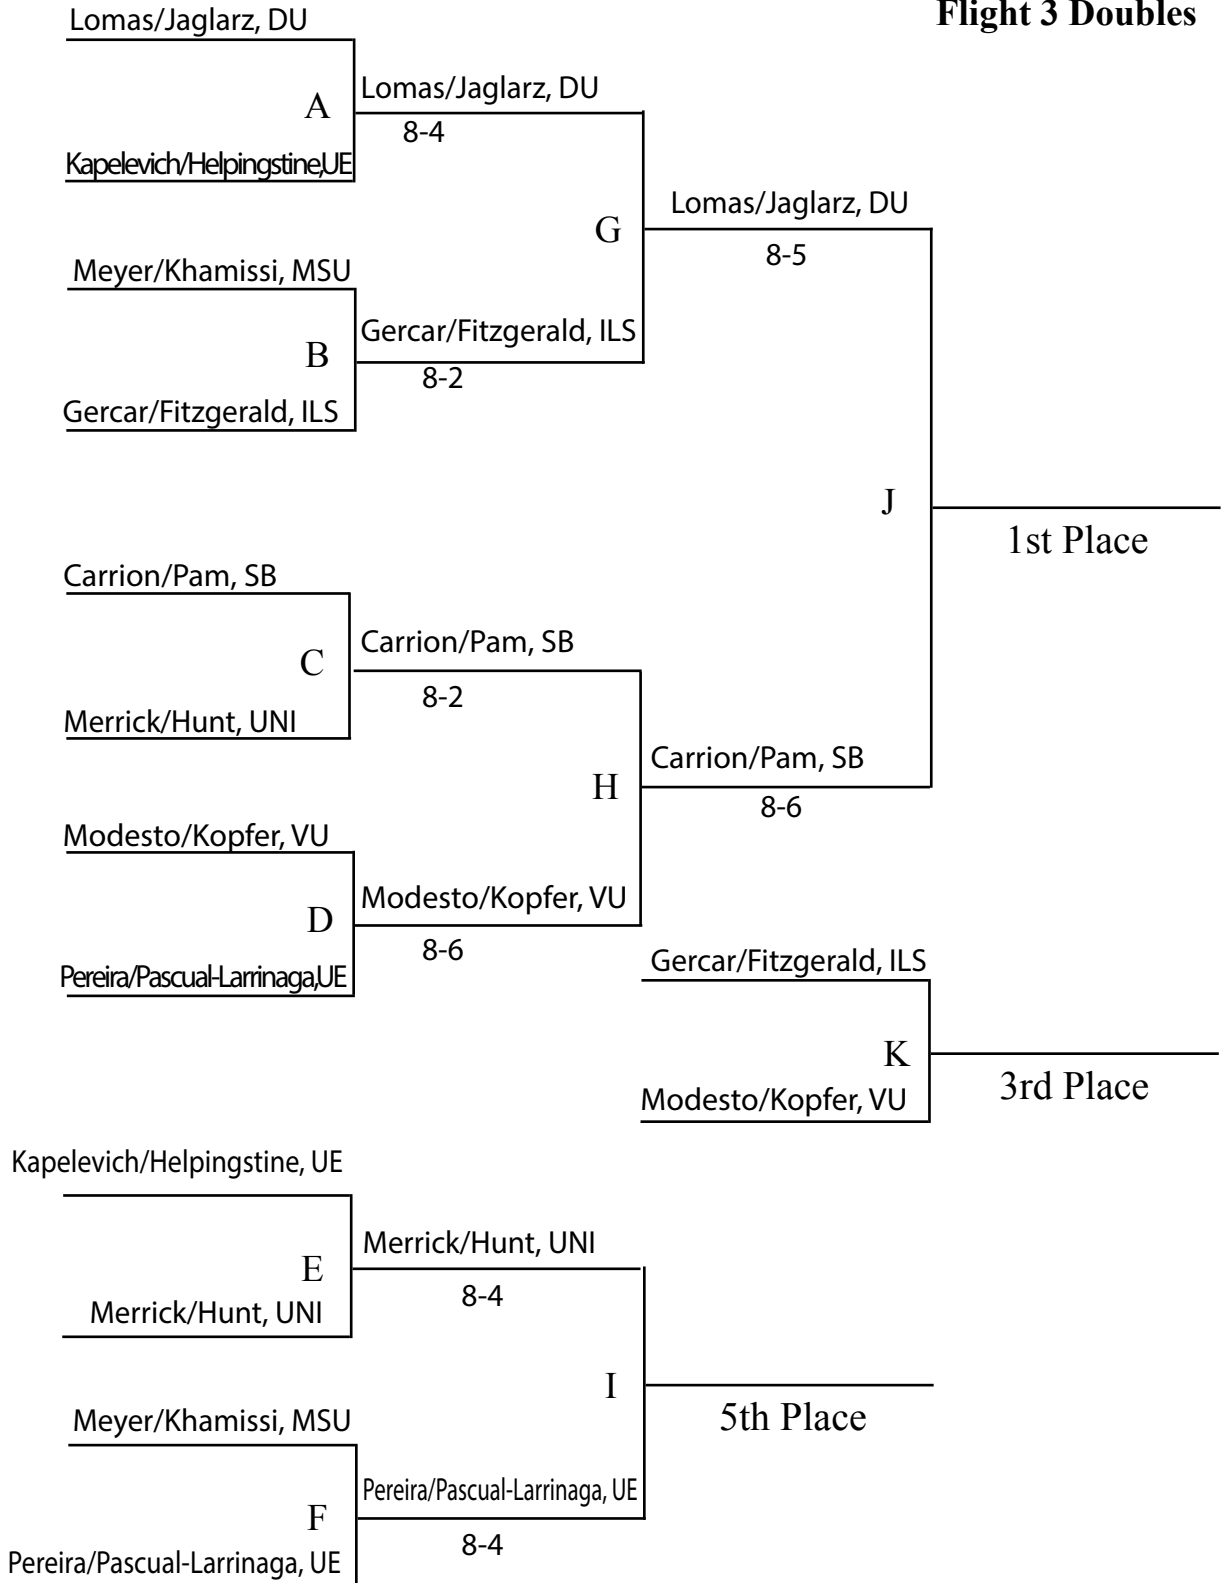 Flight 3 Doubles
Lomas/Jaglarz, DU
A
Lomas/Jaglarz, DU
8-4
Kapelevich/Helpingstine,UE
G
Lomas/Jaglarz, DU
8-5
Meyer/Khamissi, MSU
B
Gercar/Fitzgerald, ILS
8-2
Gercar/Fitzgerald, ILS
J
1st Place
Carrion/Pam, SB
C
Carrion/Pam, SB
8-2
Merrick/Hunt, UNI
H
Carrion/Pam, SB
8-6
Modesto/Kopfer, VU
D
Modesto/Kopfer, VU
8-6
Pereira/Pascual-Larrinaga,UE
Gercar/Fitzgerald, ILS
K
3rd Place
Modesto/Kopfer, VU
Kapelevich/Helpingstine, UE
E
Merrick/Hunt, UNI
8-4
Merrick/Hunt, UNI
I
5th Place
Meyer/Khamissi, MSU
F
Pereira/Pascual-Larrinaga, UE
8-4
Pereira/Pascual-Larrinaga, UE